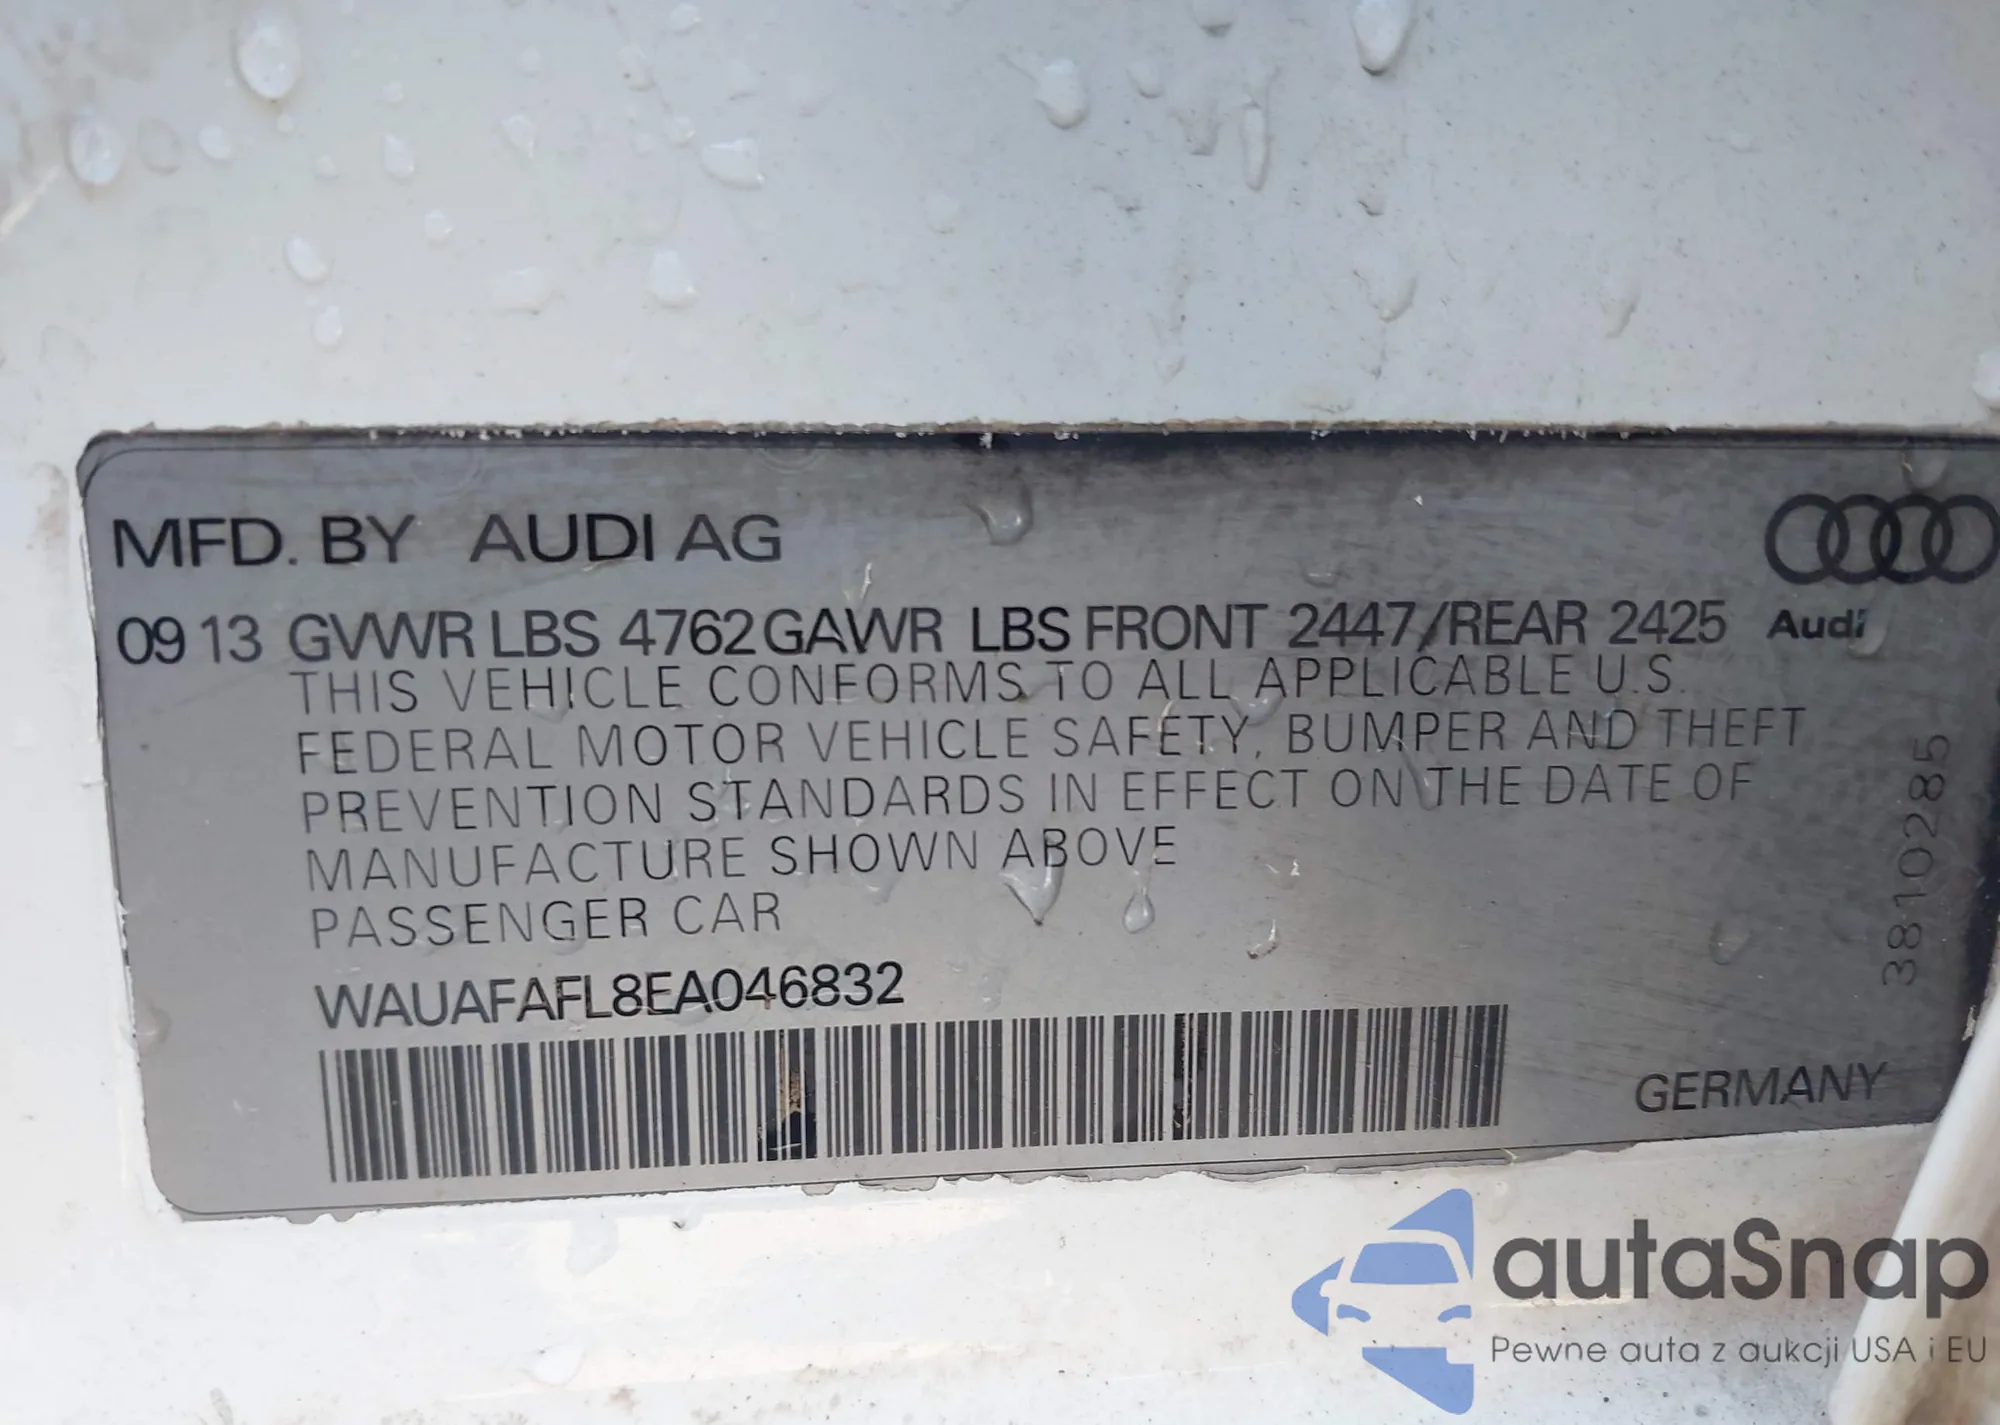 MFD. BY AUDI AG
09 13 GVWR LBS 4762 GAWR LBS FRONT 2447/REAR 2425
Audi
THIS VEHICLE CONFORMS TO ALL APPLICABLE U.S.
FEDERAL MOTOR VEHICLE SAFETY, BUMPER AND THEFT
PREVENTION STANDARDS IN EFFECT ON THE DATE OF
MANUFACTURE SHOWN ABOVE
PASSENGER CAR
WAUAFAFL8EA046832
3810285
GERMANY
autaSnap
Pewne auta z aukcji USA i EU